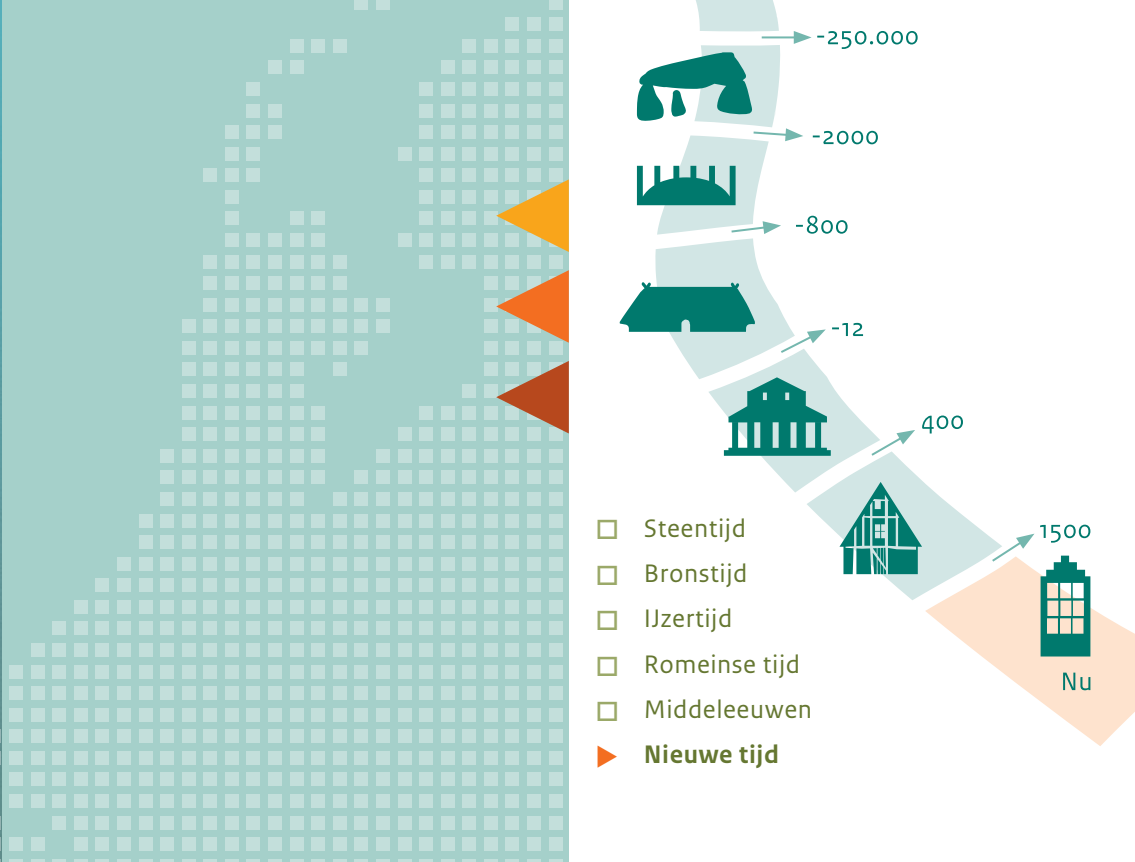 -250.000
-2000
-800
-12
400
1500
Nu
Steentijd
Bronstijd
IJzertijd
Romeinse tijd
Middeleeuwen
Nieuwe tijd